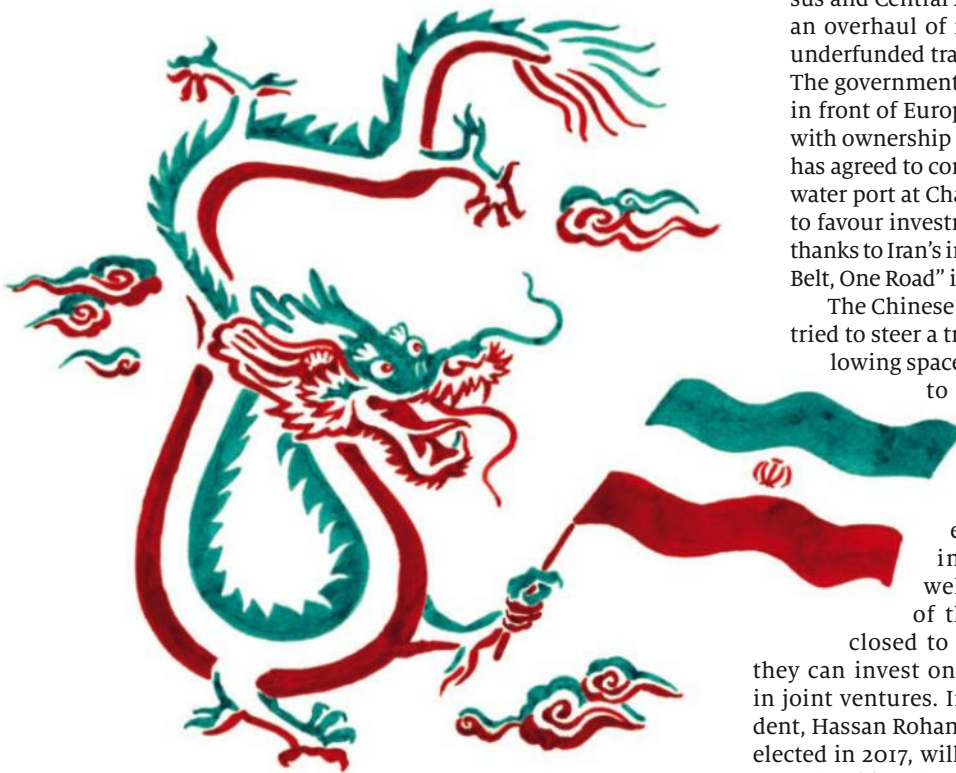 sus and Central
an overhaul of
underfunded tra
The government
in front of Europ
with ownership
has agreed to con
water port at Cha
to favour investm
thanks to Iran's in
Belt, One Road” i
The Chinese
tried to steer a tr
lowing space
to
e
in
wel
of th
closed to
they can invest on
in joint ventures. I
dent, Hassan Rohan
elected in 2017, will